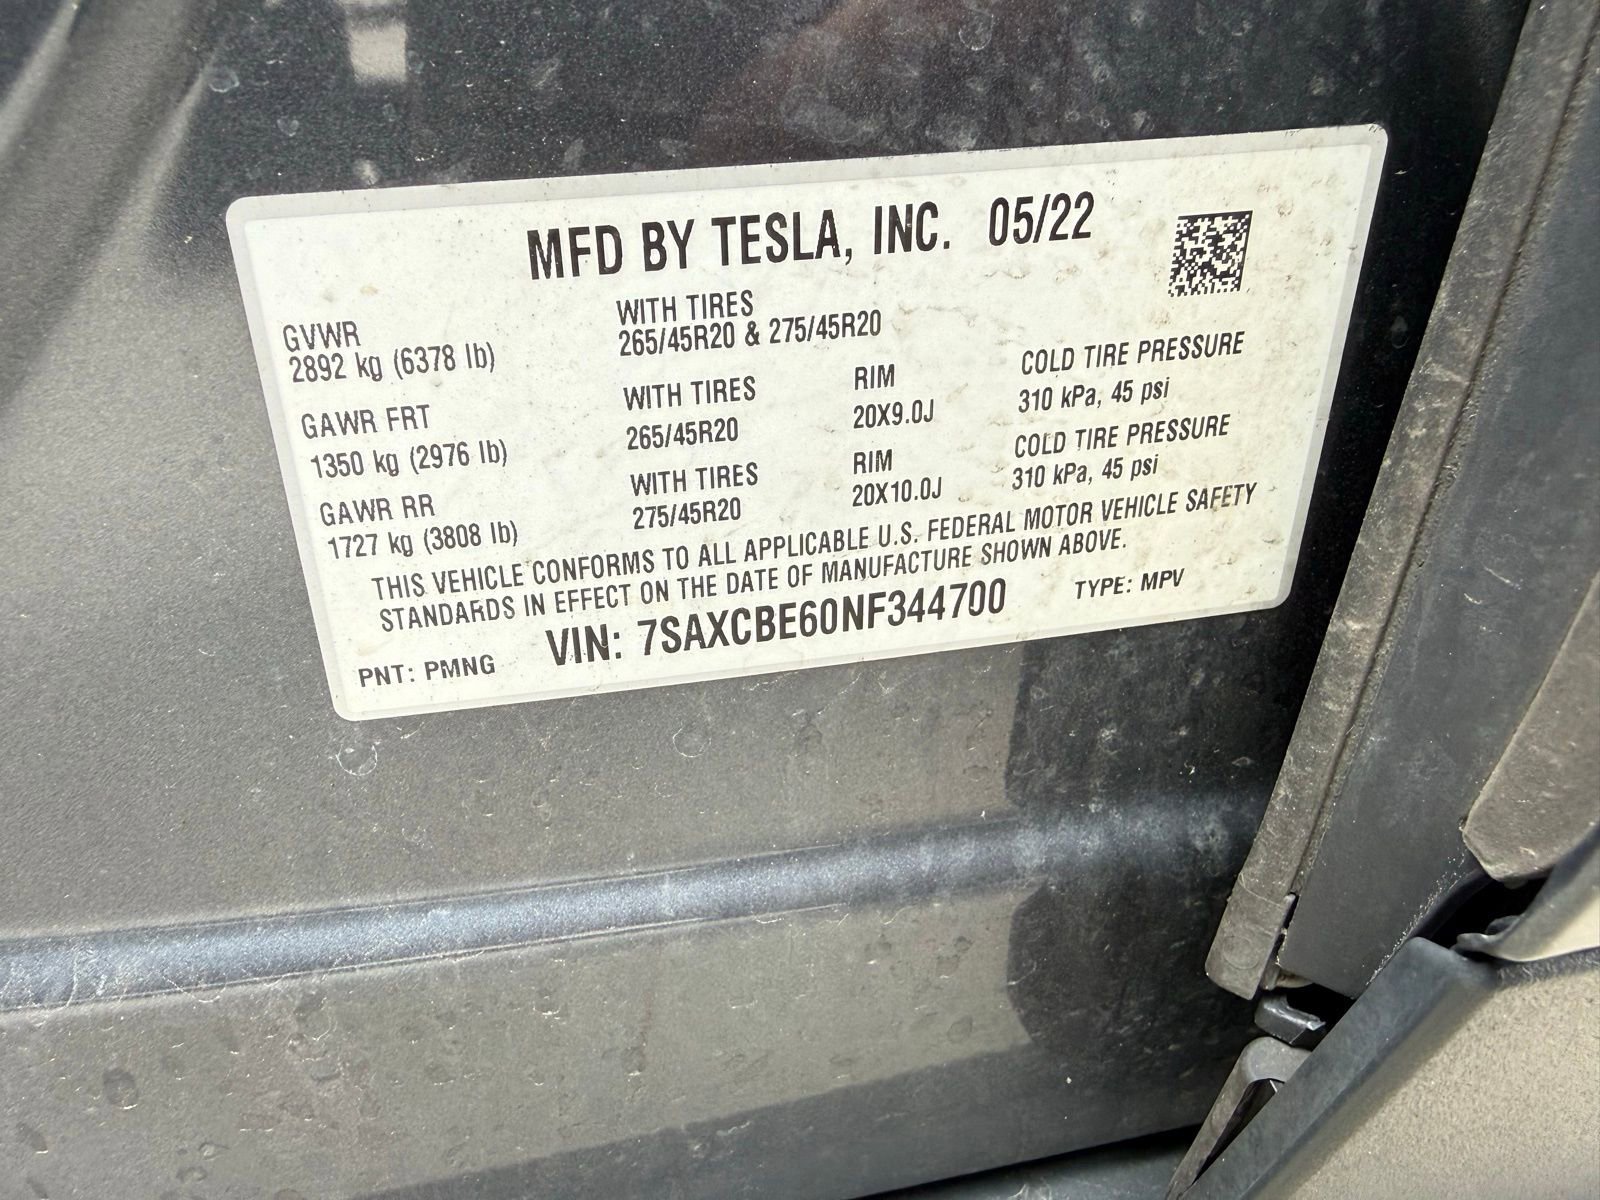 MFD BY TESLA, INC. 05/22
GVWR WITH TIRES
2892 kg (6378 lb) 265/45R20 & 275/45R20
GAWR FRT WITH TIRES RIM COLD TIRE PRESSURE
1350 kg (2976 lb) 265/45R20 20X9.0J 310 kPa, 45 psi
GAWR RR WITH TIRES RIM COLD TIRE PRESSURE
1727 kg (3808 lb) 275/45R20 20X10.0J 310 kPa, 45 psi
THIS VEHICLE CONFORMS TO ALL APPLICABLE U.S. FEDERAL MOTOR VEHICLE SAFETY
STANDARDS IN EFFECT ON THE DATE OF MANUFACTURE SHOWN ABOVE.
PNT: PMNG VIN: 7SAXCBE60NF344700 TYPE: MPV